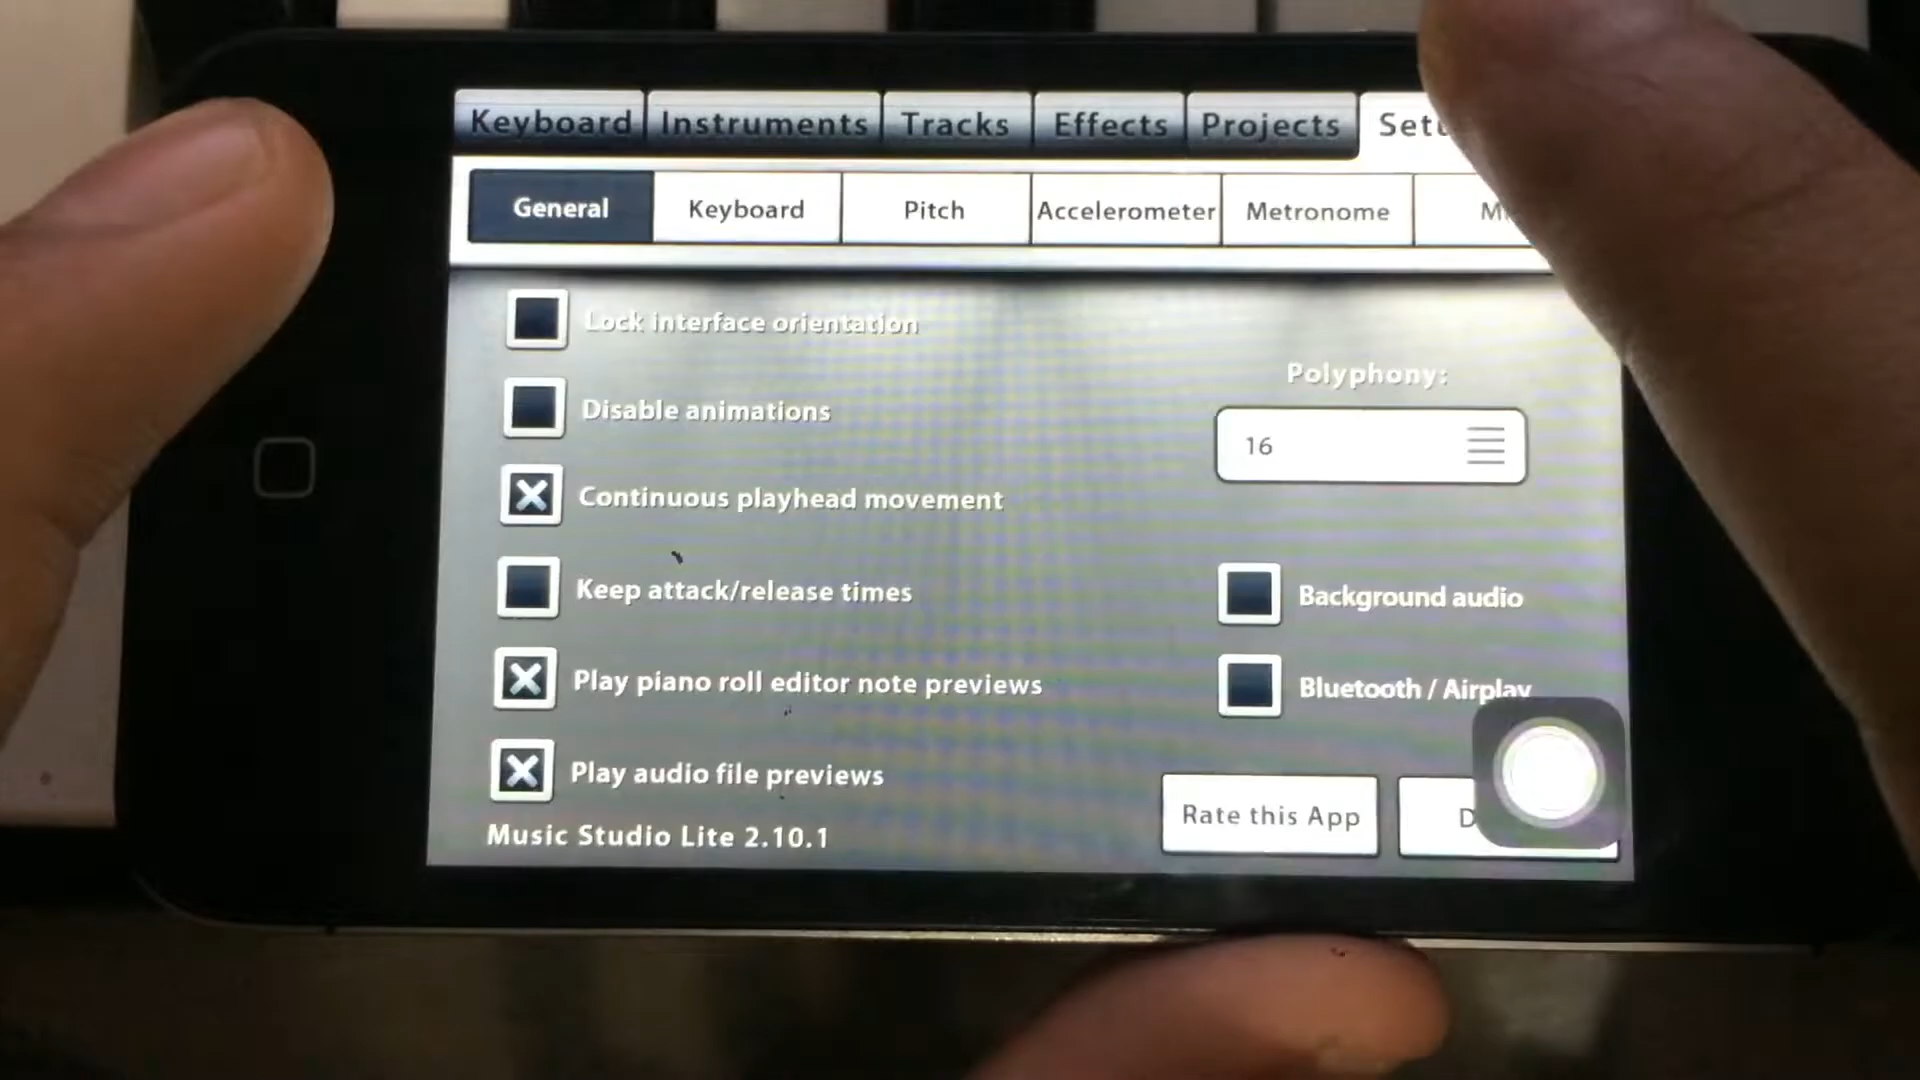 Keyboard Instruments Tracks Effects Projects
General Keyboard Pitch Accelerometer Metronome
Lock interface orientation
Disable animations
Continuous playhead movement
Keep attack/release times
Play piano roll editor note previews
Play audio file previews
Music Studio Lite 2.10.1
Polyphony:
16
Background audio
Bluetooth / Airplay
Rate this App